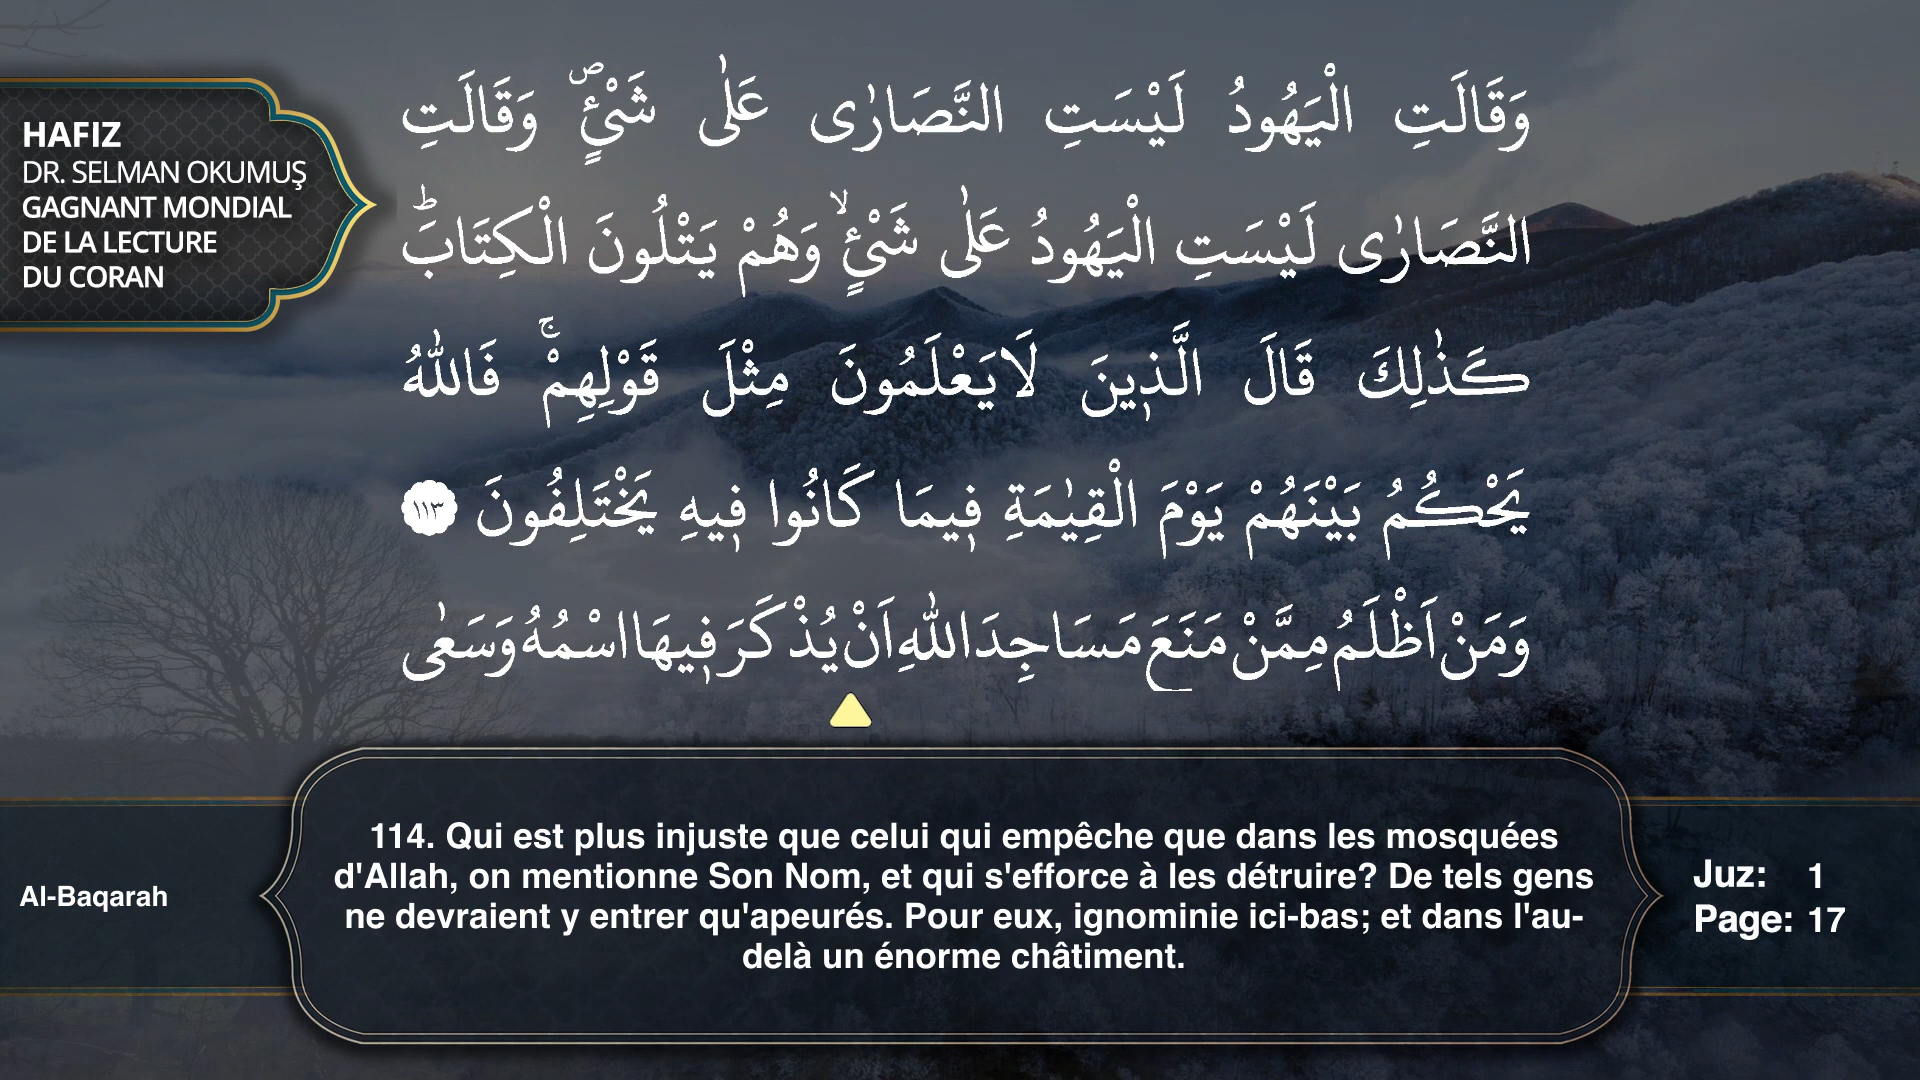 HAFIZ
DR. SELMAN OKUMUŞ
GAGNANT MONDIAL
DE LA LECTURE
DU CORAN
وَقَالَتِ الْيَهُودُ لَيْسَتِ النَّصَارٰى عَلٰى شَيْءٍۖ وَقَالَتِ
النَّصَارٰى لَيْسَتِ الْيَهُودُ عَلٰى شَيْءٍۙ وَهُمْ يَتْلُونَ الْكِتَابَۜ
كَذٰلِكَ قَالَ الَّذٖينَ لَا يَعْلَمُونَ مِثْلَ قَوْلِهِمْۚ فَاللّٰهُ
يَحْكُمُ بَيْنَهُمْ يَوْمَ الْقِيٰمَةِ فٖيمَا كَانُوا فٖيهِ يَخْتَلِفُونَ ١١٣
وَمَنْ اَظْلَمُ مِمَّنْ مَنَعَ مَسَاجِدَ اللّٰهِ اَنْ يُذْكَرَ فٖيهَا اسْمُهُ وَسَعٰى
114. Qui est plus injuste que celui qui empêche que dans les mosquées
d'Allah, on mentionne Son Nom, et qui s'efforce à les détruire? De tels gens
ne devraient y entrer qu'apeurés. Pour eux, ignominie ici-bas; et dans l'au-
delà un énorme châtiment.
Al-Baqarah
Juz: 1
Page: 17